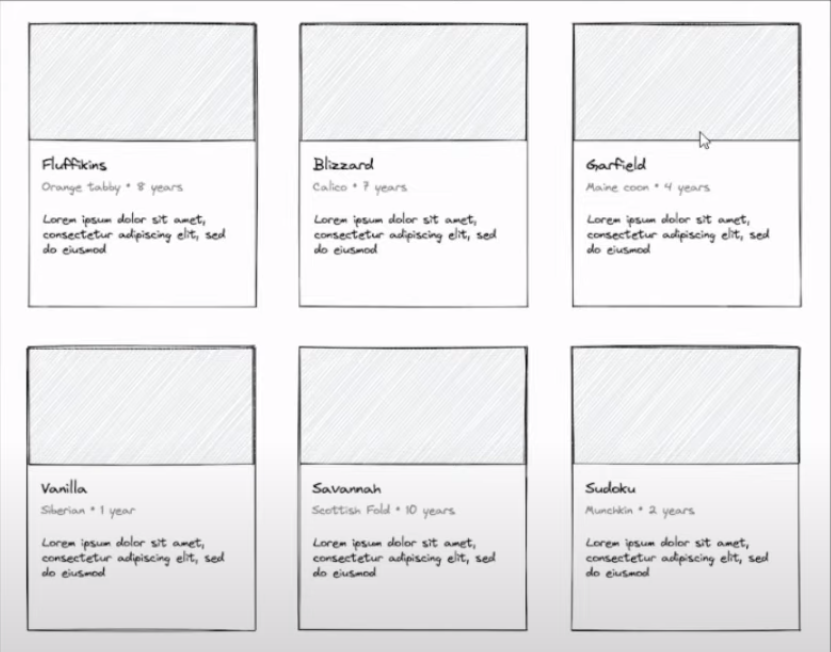 Fluffikins
Orange tabby • 8 years
Lorem ipsum dolor sit amet,
consectetur adipiscing elit, sed
do eiusmod
Blizzard
Calico • 7 years
Lorem ipsum dolor sit amet,
consectetur adipiscing elit, sed
do eiusmod
Garfield
Maine coon • 4 years
Lorem ipsum dolor sit amet,
consectetur adipiscing elit, sed
do eiusmod
Vanilla
Siberian • 1 year
Lorem ipsum dolor sit amet,
consectetur adipiscing elit, sed
do eiusmod
Savannah
Scottish Fold • 10 years
Lorem ipsum dolor sit amet,
consectetur adipiscing elit, sed
do eiusmod
Sudoku
Munchkin • 2 years
Lorem ipsum dolor sit amet,
consectetur adipiscing elit, sed
do eiusmod